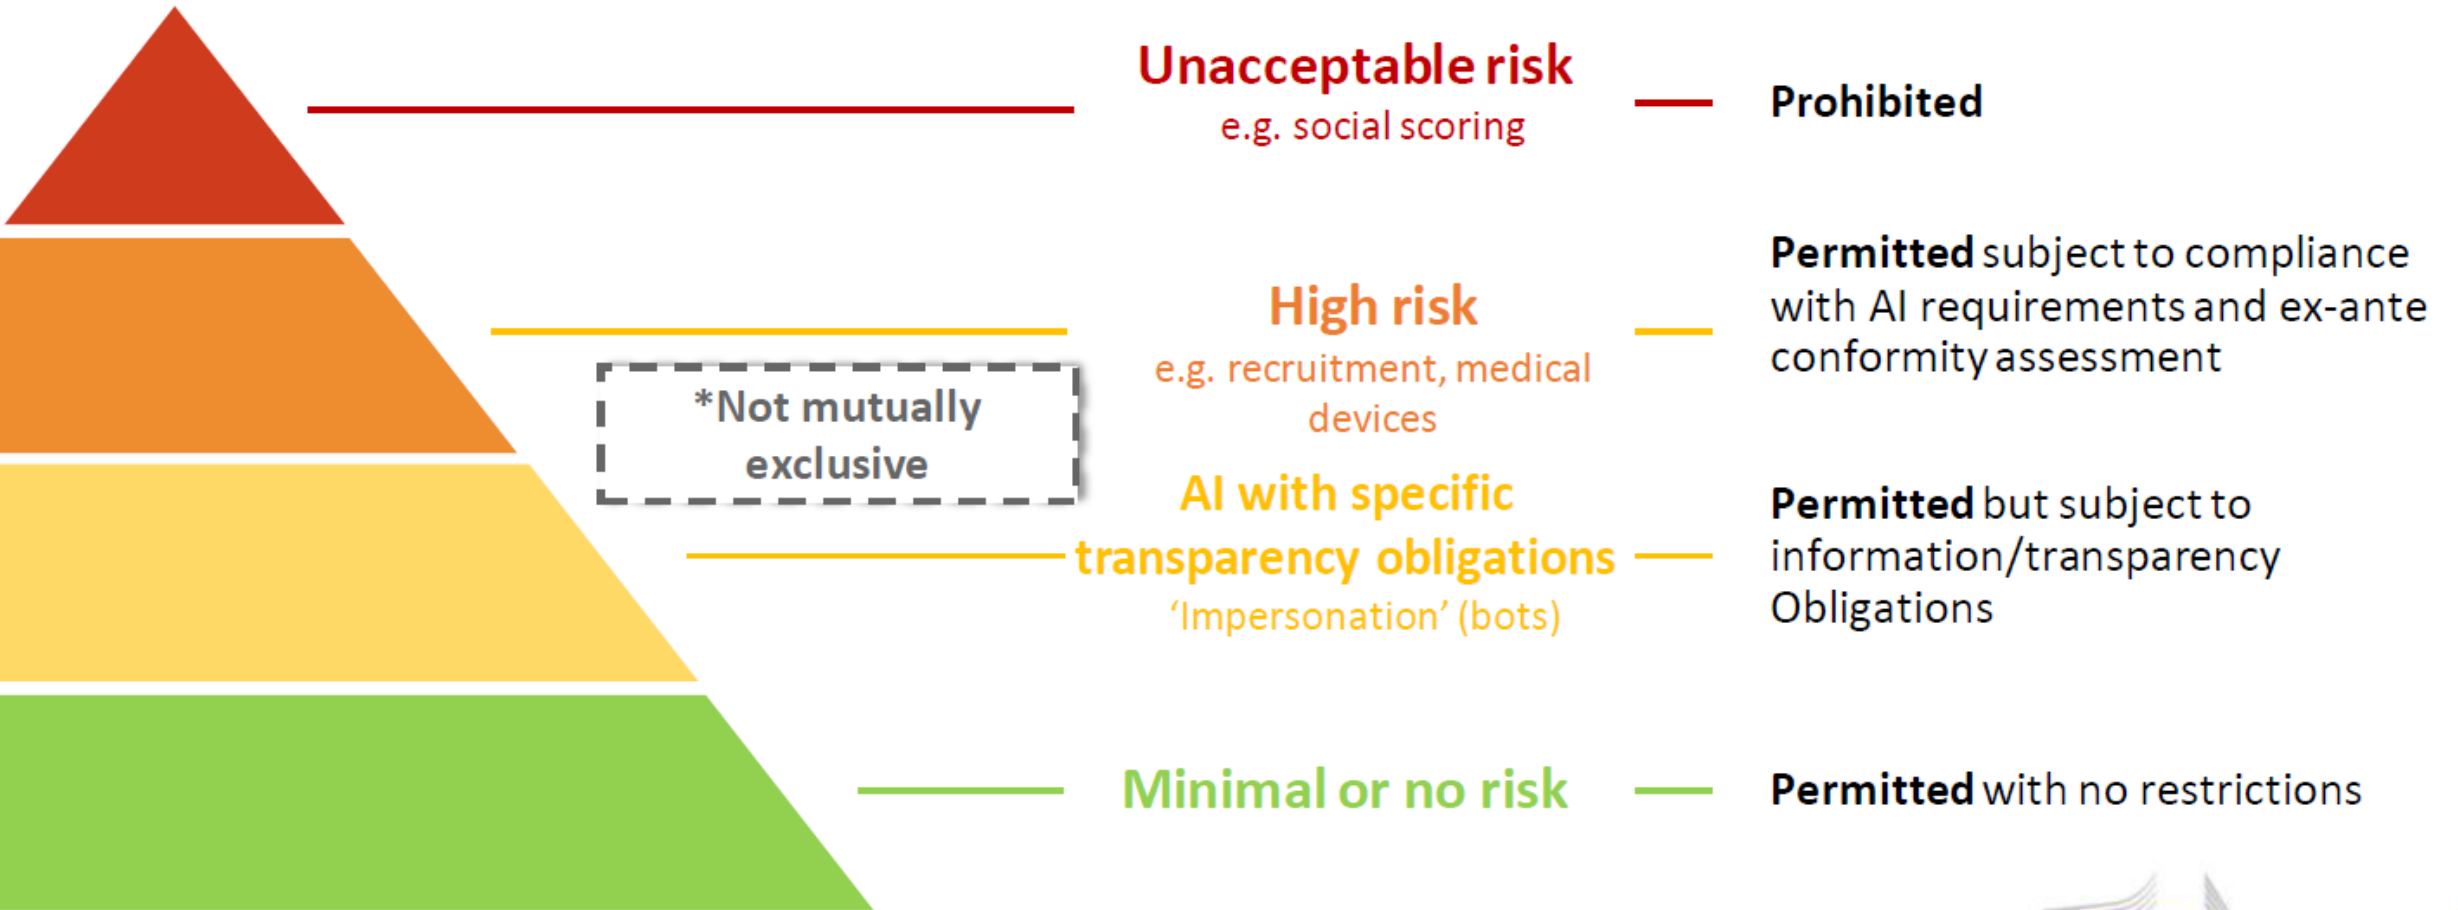 Unacceptable risk
e.g. social scoring
Prohibited
High risk
e.g. recruitment, medical
devices
Permitted subject to compliance
with AI requirements and ex-ante
conformity assessment
*Not mutually
exclusive
AI with specific
transparency obligations
‘Impersonation’ (bots)
Permitted but subject to
information/transparency
Obligations
Minimal or no risk
Permitted with no restrictions